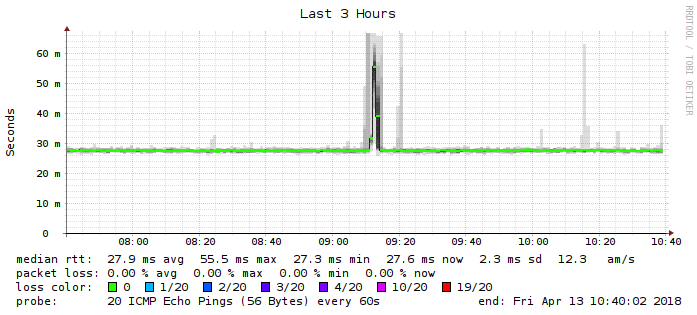 Last 3 Hours
RRDTOOL / TOBI OETIKER
Seconds
60 m
50 m
40 m
30 m
20 m
10 m
0
08:00 08:20 08:40 09:00 09:20 09:40 10:00 10:20 10:40
median rtt: 27.9 ms avg 55.5 ms max 27.3 ms min 27.6 ms now 2.3 ms sd 12.3 am/s
packet loss: 0.00 % avg 0.00 % max 0.00 % min 0.00 % now
loss color: 0 1/20 2/20 3/20 4/20 10/20 19/20
probe: 20 ICMP Echo Pings (56 Bytes) every 60s end: Fri Apr 13 10:40:02 2018